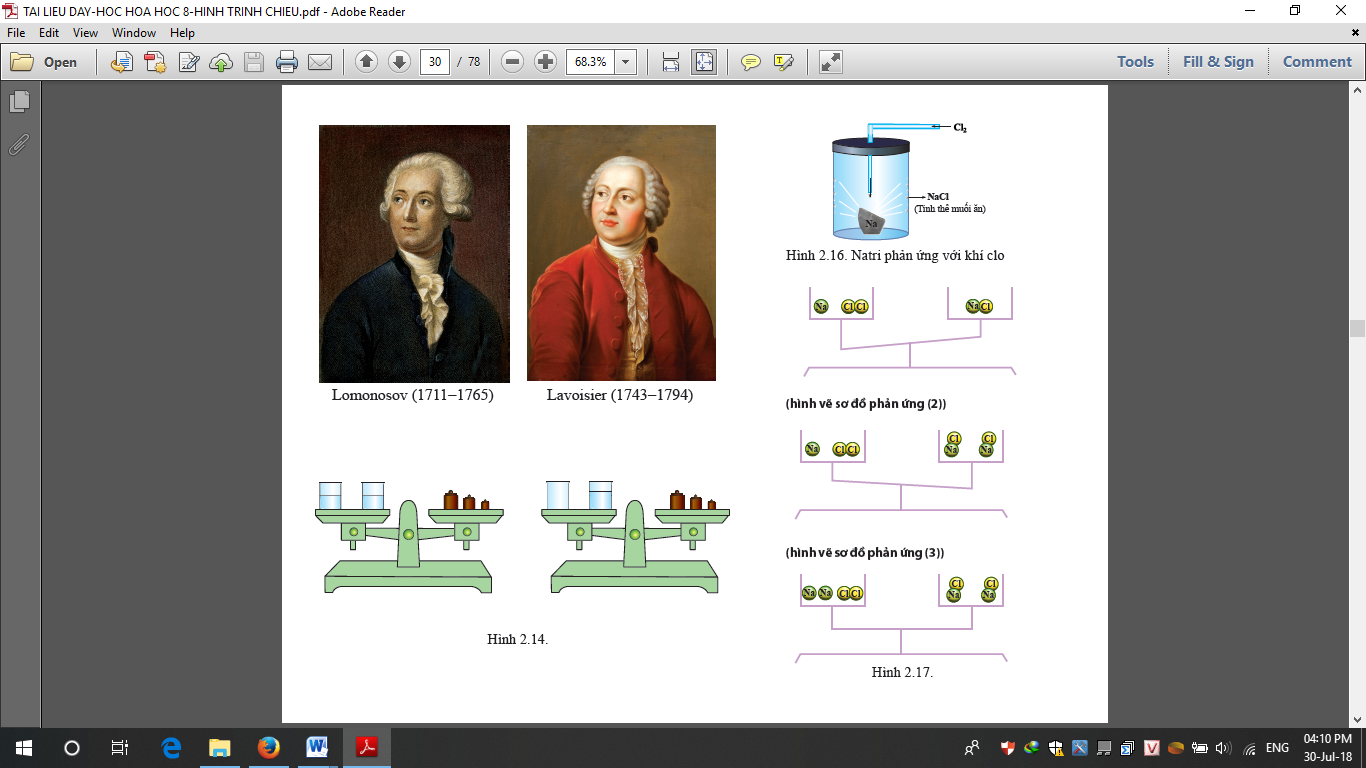 TAI LIEU DAY-HOC HOA HOC 8-HINH TRINH CHIEU.pdf - Adobe Reader
File Edit View Window Help
Open 30 / 78 68.3% Tools Fill & Sign Comment
Lomonosov (1711–1765)
Lavoisier (1743–1794)
Hình 2.14.
Cl₂
NaCl
(Tinh thể muối ăn)
Na
Hình 2.16. Natri phản ứng với khí clo
Na Cl Cl Na Cl
(hình vẽ sơ đồ phản ứng (2))
Cl Cl
Na Cl Cl Na Na
(hình vẽ sơ đồ phản ứng (3))
Cl Cl
Na Na Cl Cl Na Na
Hình 2.17.
ENG
04:10 PM
30-Jul-18